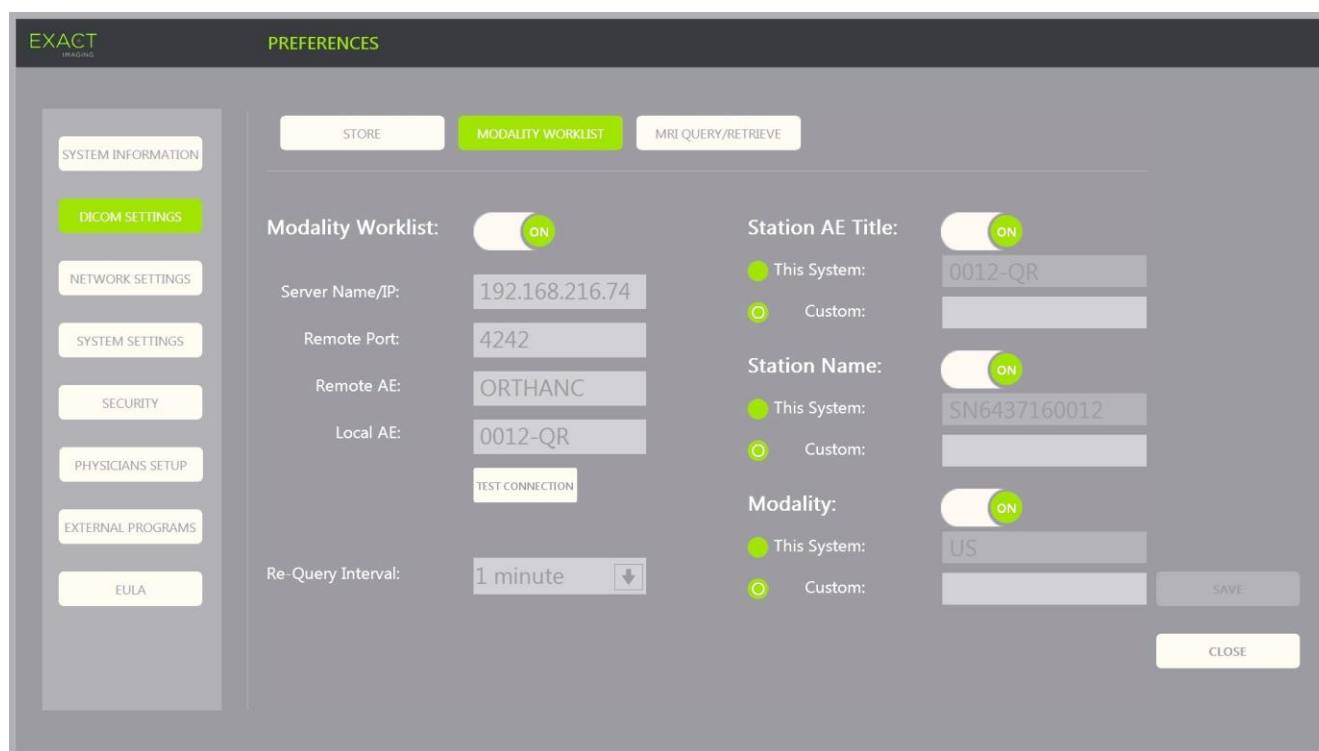 EXACT
IMAGING
PREFERENCES
SYSTEM INFORMATION
DICOM SETTINGS
NETWORK SETTINGS
SYSTEM SETTINGS
SECURITY
PHYSICIANS SETUP
EXTERNAL PROGRAMS
EULA
STORE
MODALITY WORKLIST
MRI QUERY/RETRIEVE
Modality Worklist: ON
Server Name/IP: 192.168.216.74
Remote Port: 4242
Remote AE: ORTHANC
Local AE: 0012-QR
TEST CONNECTION
Re-Query Interval: 1 minute
Station AE Title: ON
This System: 0012-QR
Custom:
Station Name: ON
This System: SN6437160012
Custom:
Modality: ON
This System: US
Custom:
SAVE
CLOSE